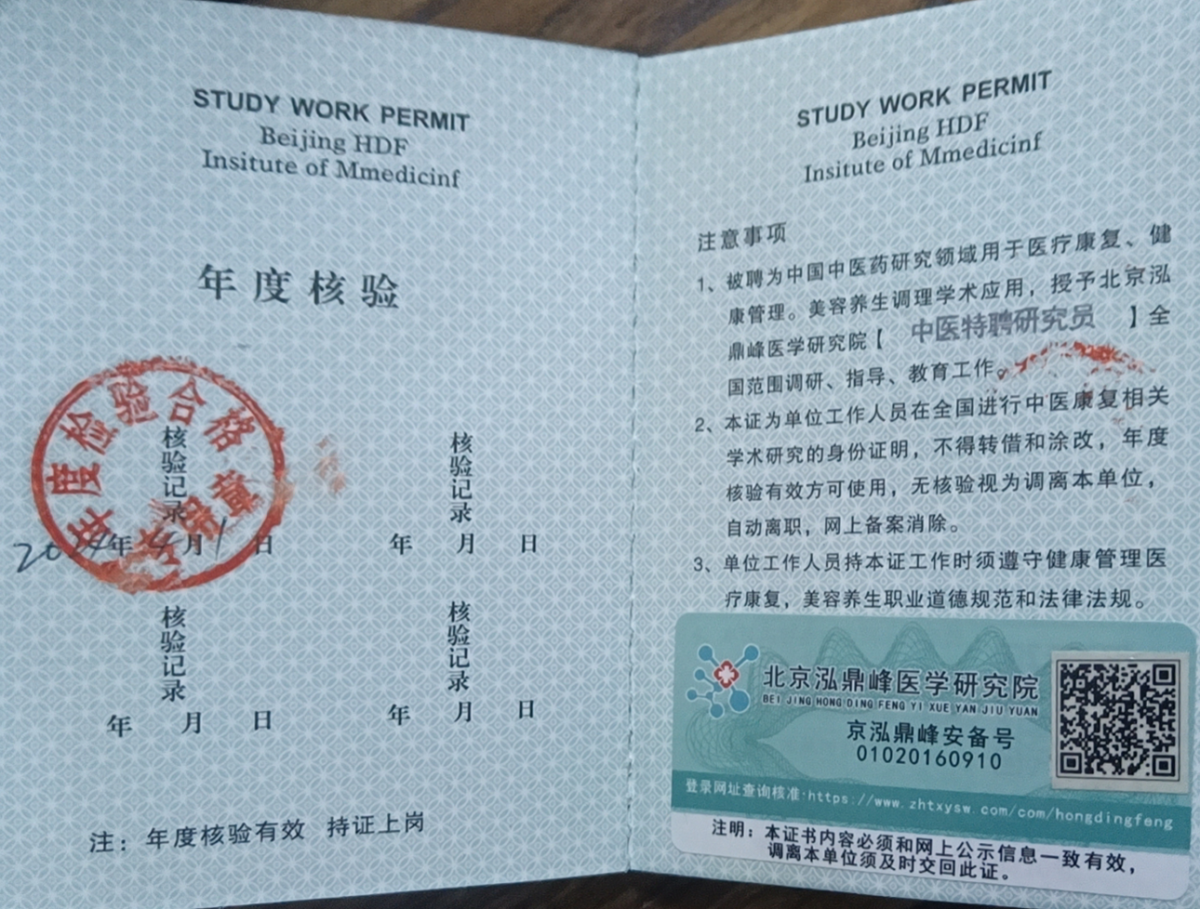 STUDY WORK PERMIT
Beijing HDF
Insitute of Mmedicinf
年度核验
年度检验合格
专用章
核验记录
2024年4月1日
核验记录
年 月 日
核验记录
年 月 日
核验记录
年 月 日
注：年度核验有效 持证上岗
STUDY WORK PERMIT
Beijing HDF
Insitute of Mmedicinf
注意事项
1、被聘为中国中医药研究领域用于医疗康复、健
康管理。美容养生调理学术应用，授予北京泓
鼎峰医学研究院【 中医特聘研究员 】全
国范围调研、指导、教育工作。
2、本证为单位工作人员在全国进行中医康复相关
学术研究的身份证明，不得转借和涂改，年度
核验有效方可使用，无核验视为调离本单位，
自动离职，网上备案消除。
3、单位工作人员持本证工作时须遵守健康管理医
疗康复，美容养生职业道德规范和法律法规。
北京泓鼎峰医学研究院
BEI JING HONG DING FENG YI XUE YAN JIU YUAN
京泓鼎峰安备号
01020160910
登录网址查询核准·https://www.zhtxysw.com/com/hongdingfeng
注明：本证书内容必须和网上公示信息一致有效，
调离本单位须及时交回此证。